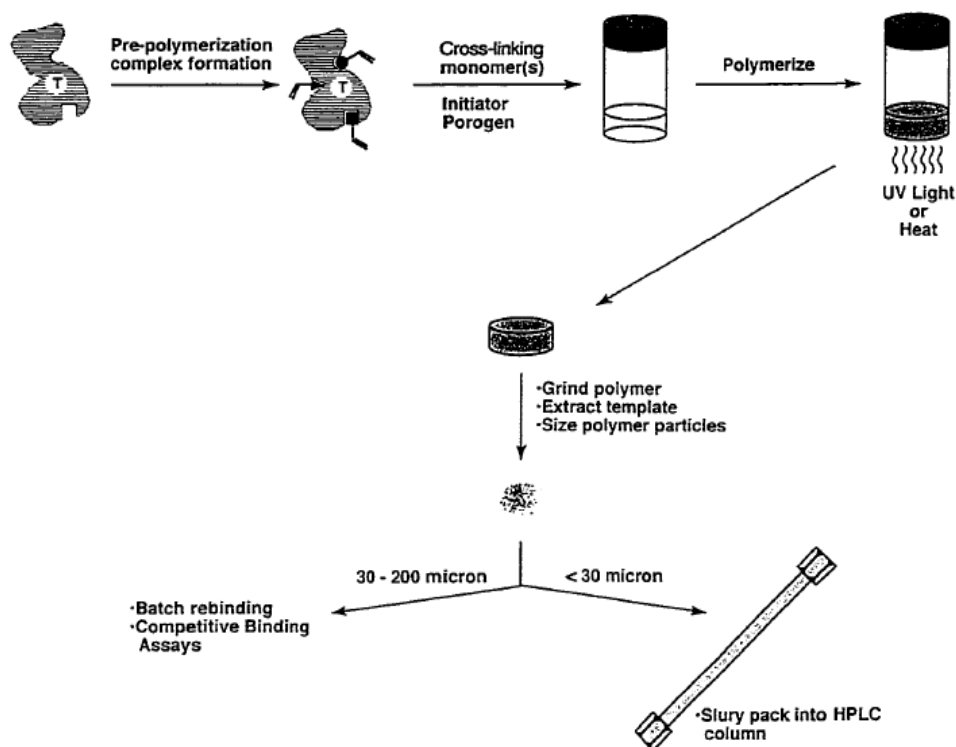 T
Pre-polymerization
complex formation
T
Cross-linking
monomer(s)
Initiator
Porogen
Polymerize
UV Light
or
Heat
·Grind polymer
·Extract template
·Size polymer particles
30 - 200 micron
< 30 micron
·Batch rebinding
·Competitive Binding
Assays
·Slury pack into HPLC
column